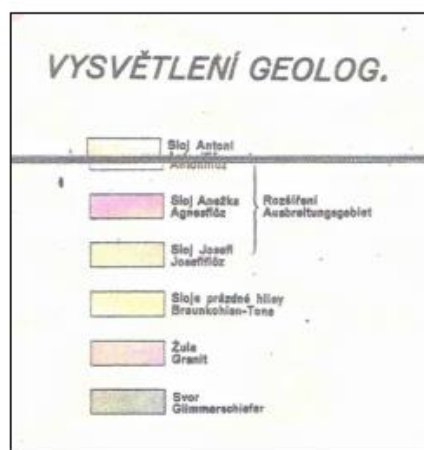 VYSVĚTLENÍ GEOLOG.
Sloj Antoni
Antoniflöz
Sloj Anežka
Agnesflöz
Rozšíření
Ausbreitungsgebiet
Sloj Josefi
Josefiflöz
Sloje prázdné hlíny
Braunkohlen-Tone
Žula
Granit
Svor
Glimmerschiefer